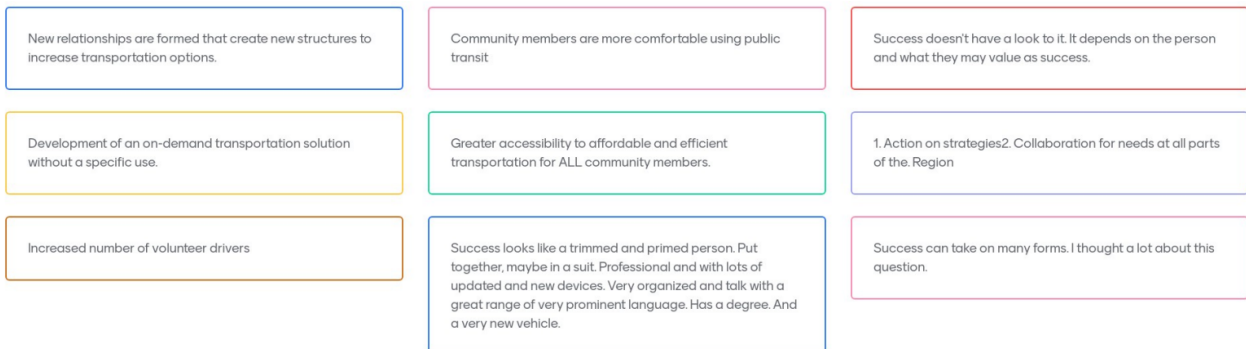 New relationships are formed that create new structures to
increase transportation options.
Community members are more comfortable using public
transit
Success doesn't have a look to it. It depends on the person
and what they may value as success.
Development of an on-demand transportation solution
without a specific use.
Greater accessibility to affordable and efficient
transportation for ALL community members.
1. Action on strategies2. Collaboration for needs at all parts
of the. Region
Increased number of volunteer drivers
Success looks like a trimmed and primed person. Put
together, maybe in a suit. Professional and with lots of
updated and new devices. Very organized and talk with a
great range of very prominent language. Has a degree. And
a very new vehicle.
Success can take on many forms. I thought a lot about this
question.